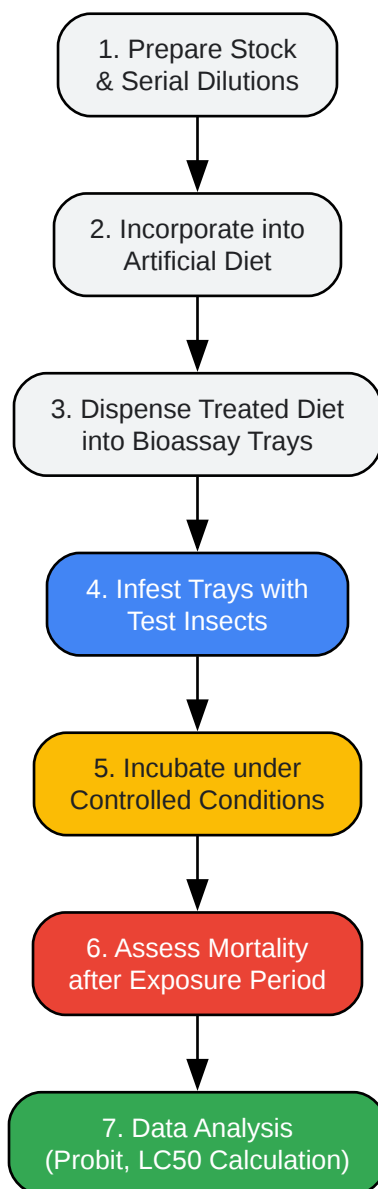 1. Prepare Stock
& Serial Dilutions
2. Incorporate into
Artificial Diet
3. Dispense Treated Diet
into Bioassay Trays
4. Infest Trays with
Test Insects
5. Incubate under
Controlled Conditions
6. Assess Mortality
after Exposure Period
7. Data Analysis
(Probit, LC50 Calculation)